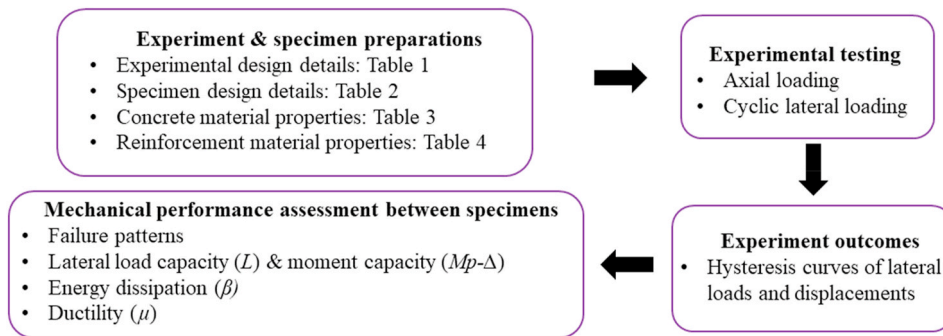 Experiment & specimen preparations
• Experimental design details: Table 1
• Specimen design details: Table 2
• Concrete material properties: Table 3
• Reinforcement material properties: Table 4
Experimental testing
• Axial loading
• Cyclic lateral loading
Experiment outcomes
• Hysteresis curves of lateral
loads and displacements
Mechanical performance assessment between specimens
• Failure patterns
• Lateral load capacity (L) & moment capacity (Mp-Δ)
• Energy dissipation (β)
• Ductility (μ)